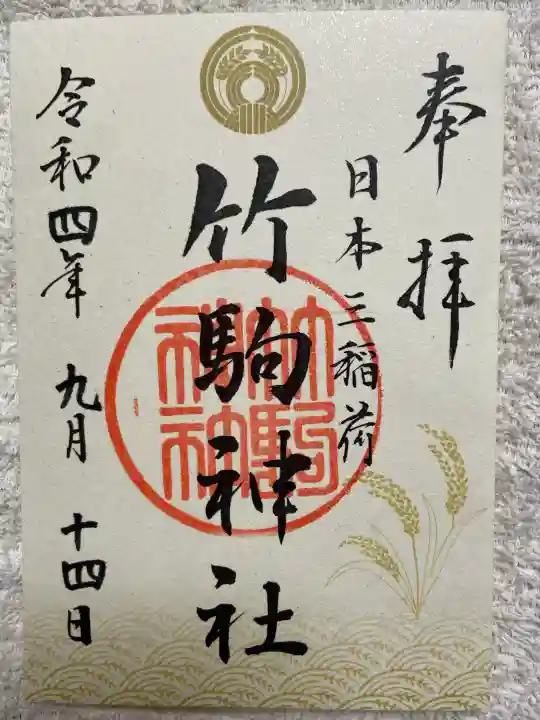 奉拝
日本三稲荷
竹駒神社
竹駒神社
令和四年 九月 十四日